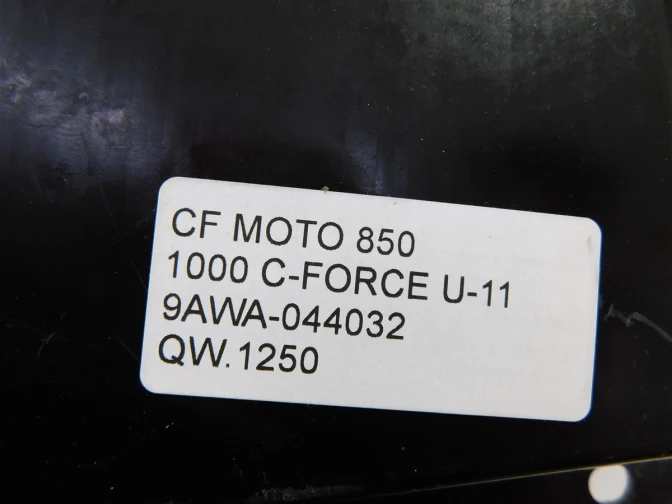 CF MOTO 850
1000 C-FORCE U-11
9AWA-044032
QW.1250